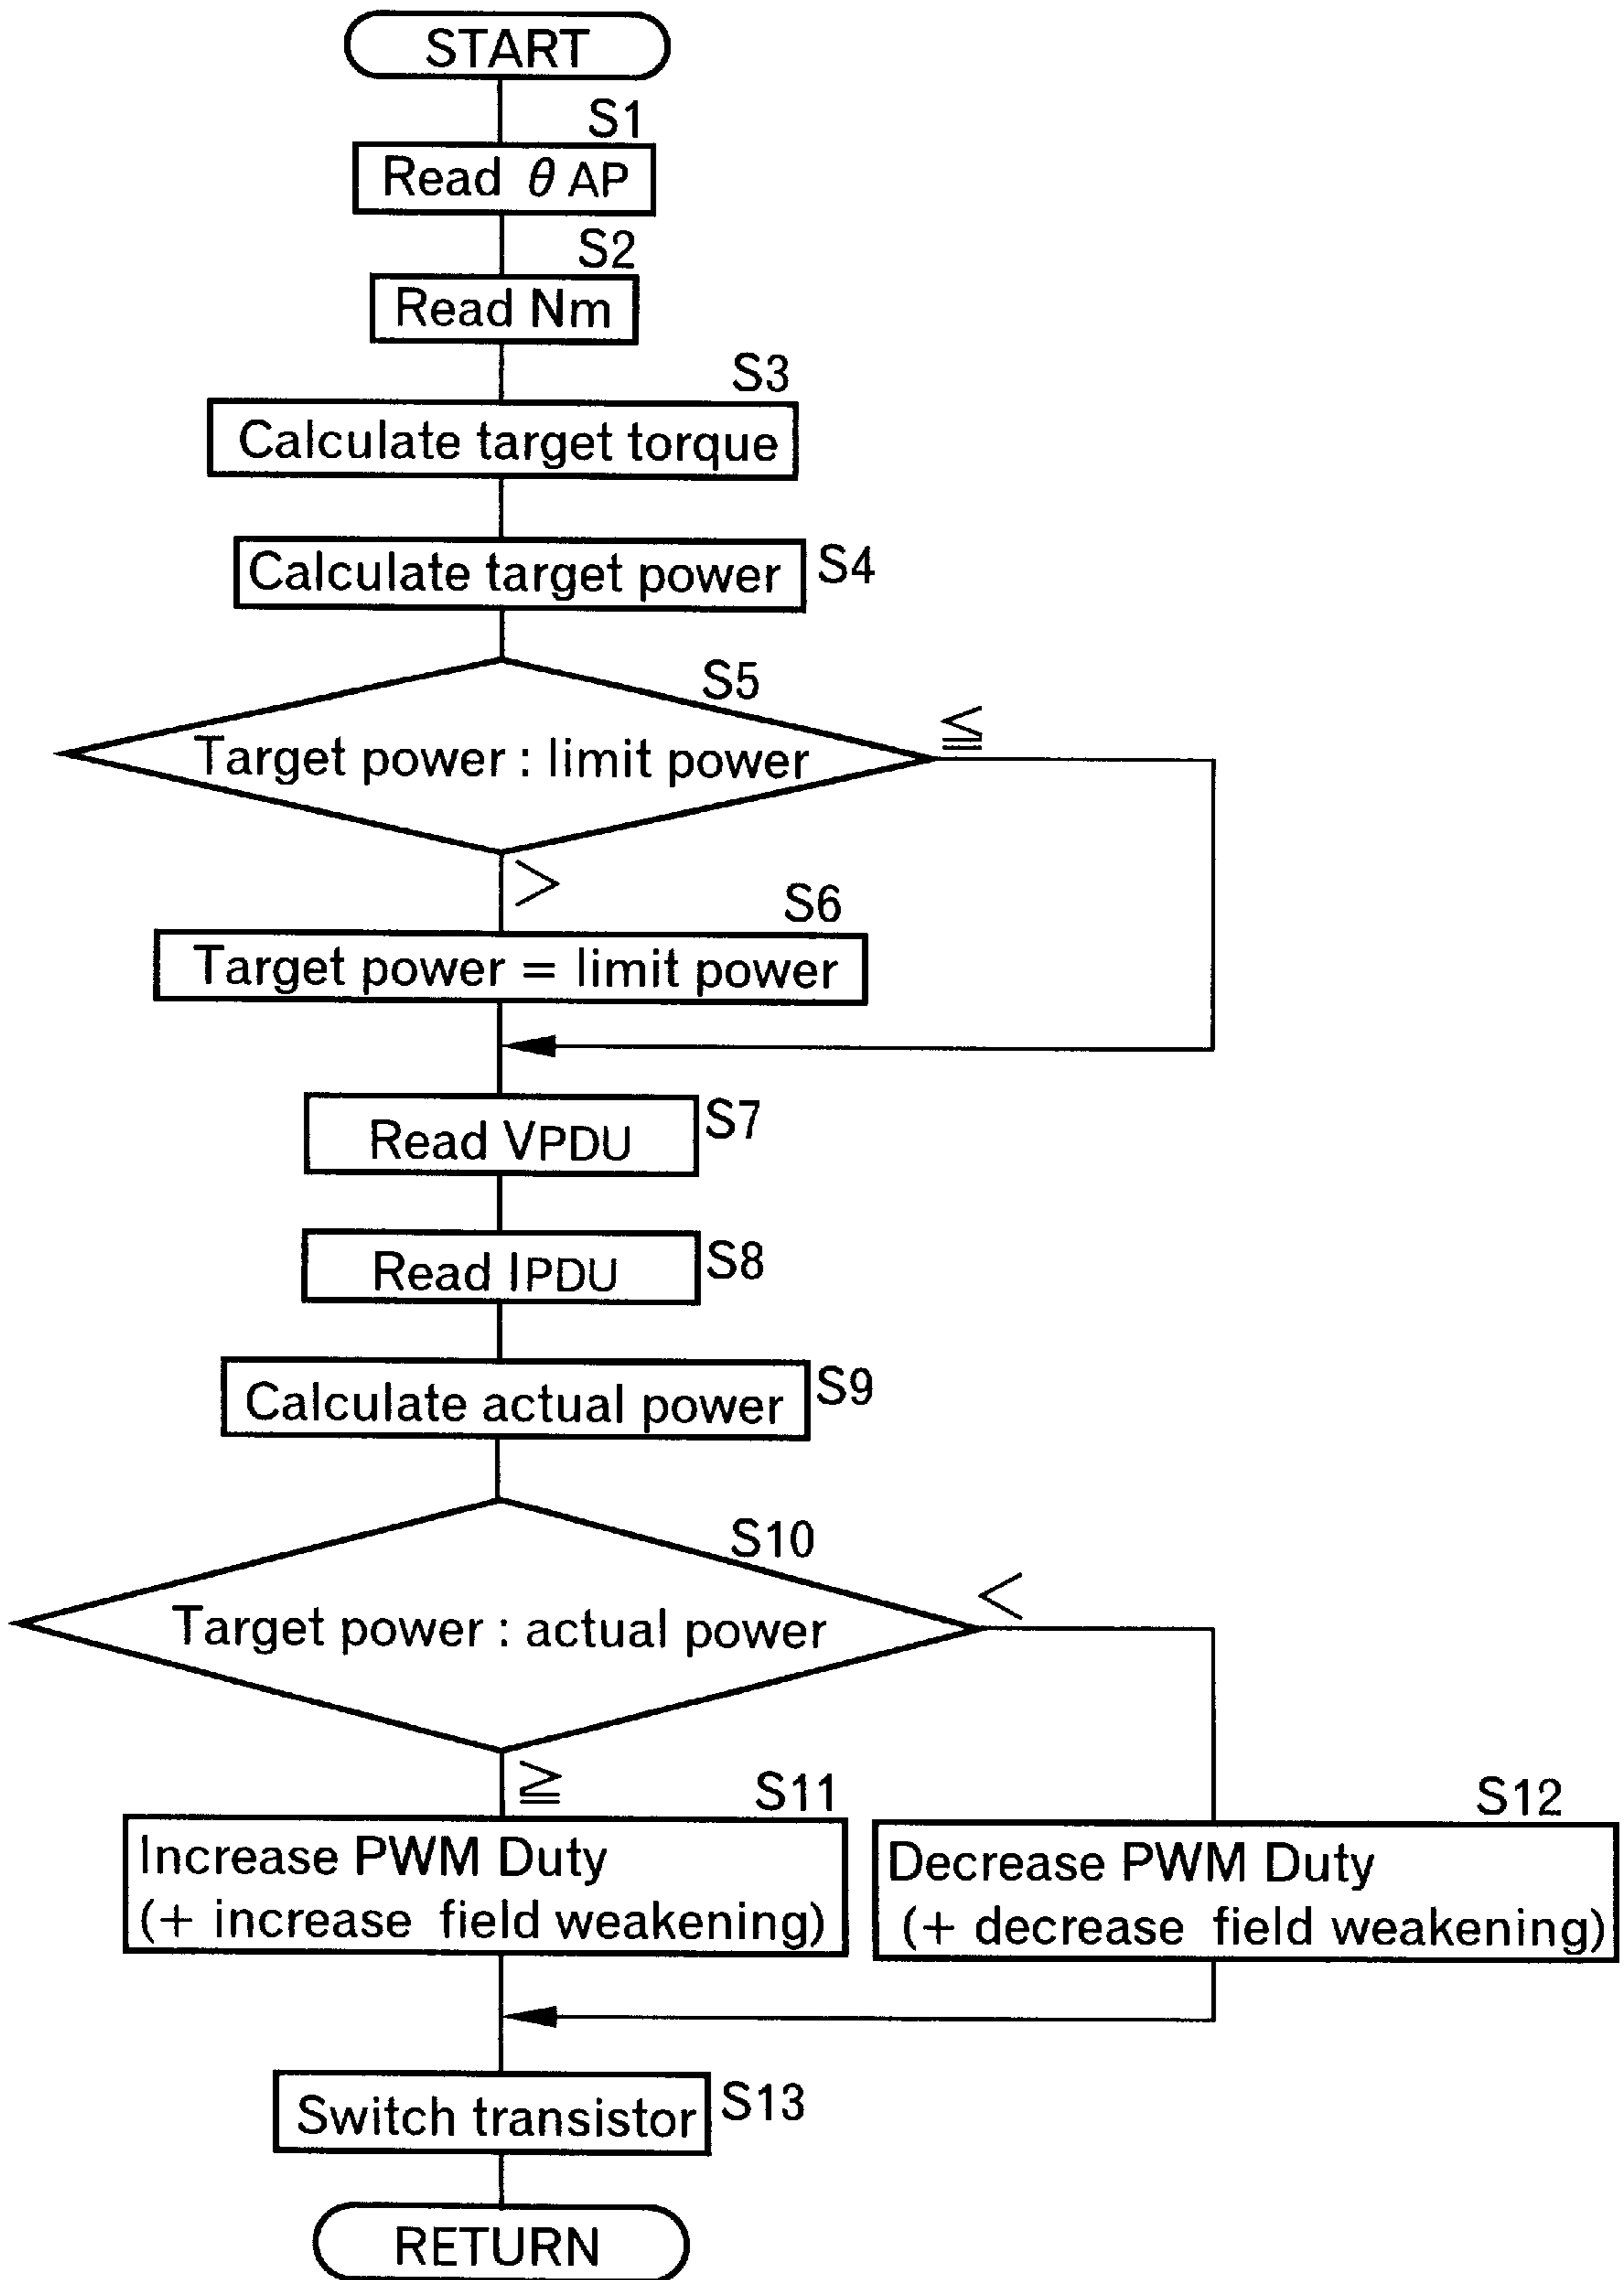 START
S1
Read θ AP
S2
Read Nm
S3
Calculate target torque
Calculate target power S4
S5
Target power : limit power
≦
>
S6
Target power = limit power
Read VPDU S7
Read IPDU S8
Calculate actual power S9
S10
Target power : actual power
<
≧
S11
Increase PWM Duty
(+ increase field weakening)
S12
Decrease PWM Duty
(+ decrease field weakening)
Switch transistor S13
RETURN